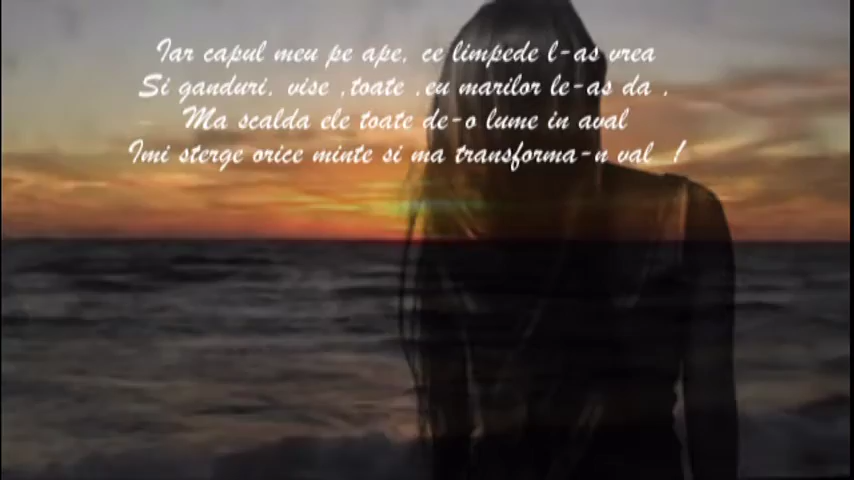 Iar capul meu pe ape, ce limpede l-as vrea
Si ganduri, vise ,toate ,eu marilor le-as da .
Ma scalda ele toate de-o lume in aval
Imi sterge orice minte si ma transforma-n val !